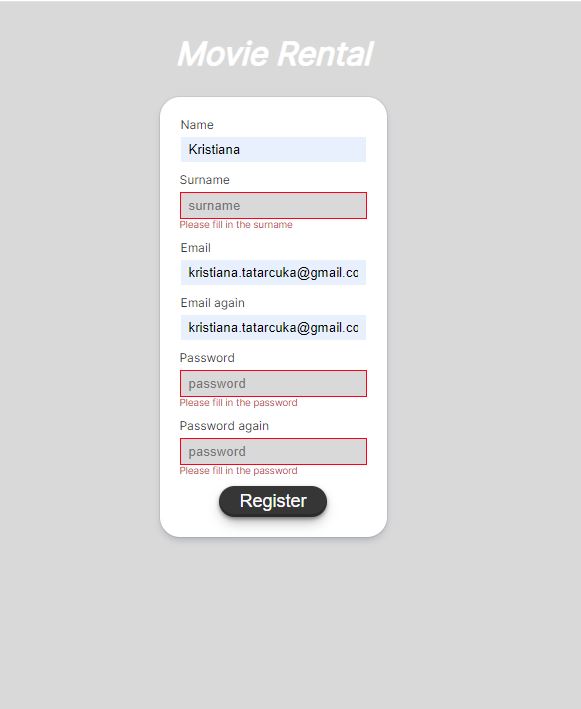 Movie Rental
Name
Kristiana
Surname
surname
Please fill in the surname
Email
kristiana.tatarcuka@gmail.cc
Email again
kristiana.tatarcuka@gmail.cc
Password
password
Please fill in the password
Password again
password
Please fill in the password
Register